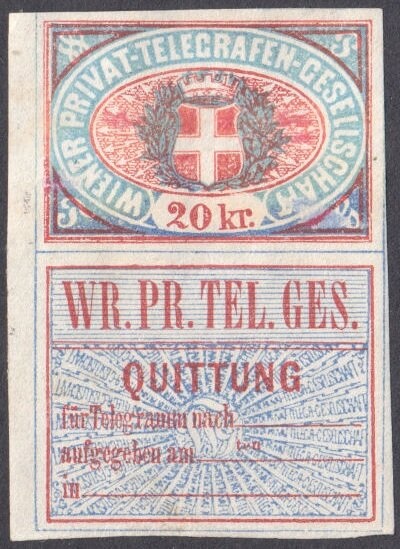 WIENER PRIVAT-TELEGRAFEN-GESELLSCHAFT
20 kr.
WR. PR. TEL. GES.
QUITTUNG
für Telegramm nach
aufgegeben am
in